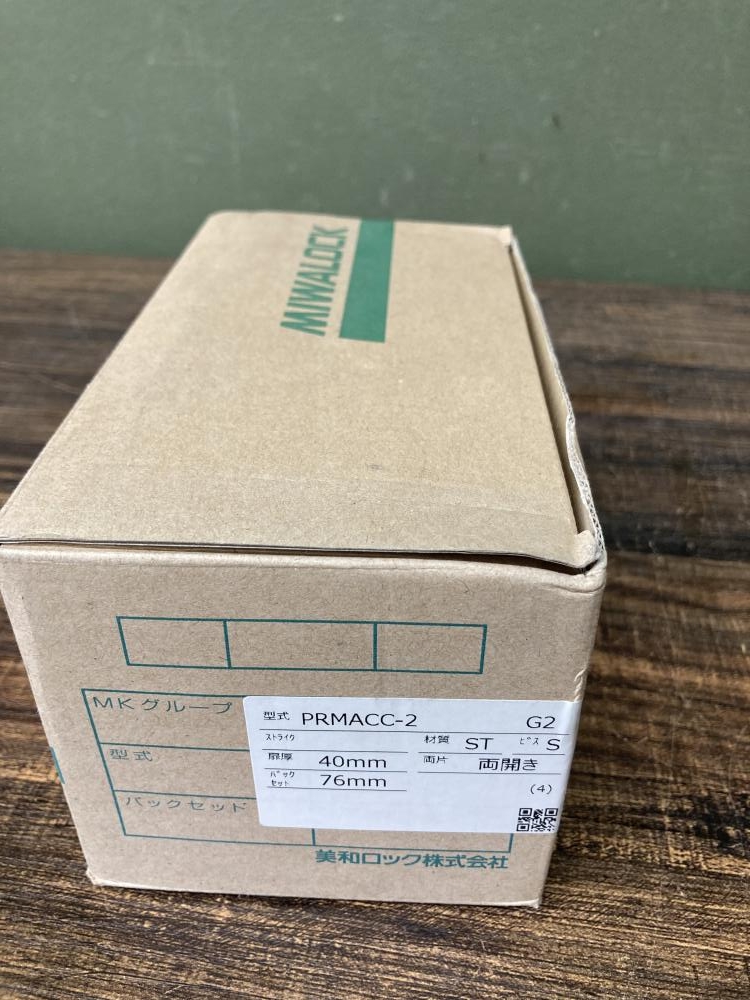 MIWALOCK
MKグループ
型式
バックセット
型式 PRMACC-2 G2
ストライク 材質 ST ビス S
扉厚 40mm 両片 両開き
バックセット 76mm
(4)
美和ロック株式会社